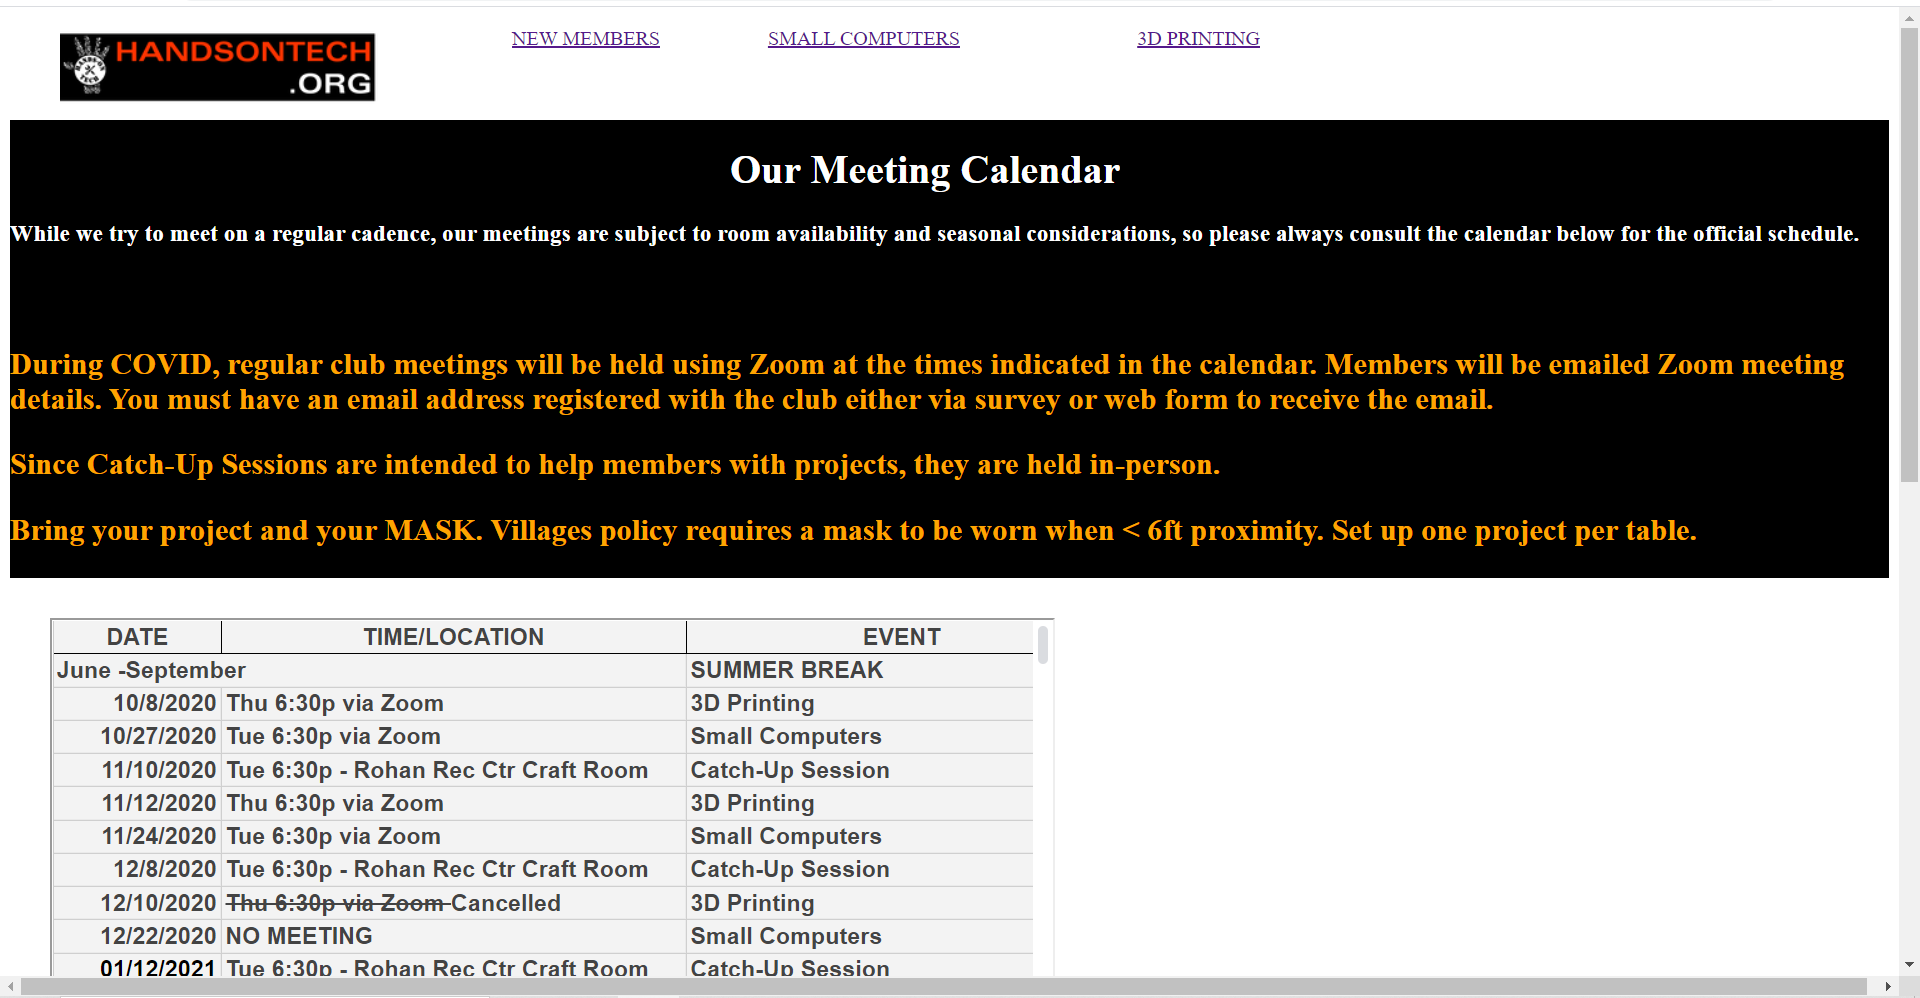 HANDSONTECH
.ORG
NEW MEMBERS SMALL COMPUTERS 3D PRINTING
Our Meeting Calendar
While we try to meet on a regular cadence, our meetings are subject to room availability and seasonal considerations, so please always consult the calendar below for the official schedule.
During COVID, regular club meetings will be held using Zoom at the times indicated in the calendar. Members will be emailed Zoom meeting
details. You must have an email address registered with the club either via survey or web form to receive the email.
Since Catch-Up Sessions are intended to help members with projects, they are held in-person.
Bring your project and your MASK. Villages policy requires a mask to be worn when < 6ft proximity. Set up one project per table.
DATE TIME/LOCATION EVENT
June -September SUMMER BREAK
10/8/2020 Thu 6:30p via Zoom 3D Printing
10/27/2020 Tue 6:30p via Zoom Small Computers
11/10/2020 Tue 6:30p - Rohan Rec Ctr Craft Room Catch-Up Session
11/12/2020 Thu 6:30p via Zoom 3D Printing
11/24/2020 Tue 6:30p via Zoom Small Computers
12/8/2020 Tue 6:30p - Rohan Rec Ctr Craft Room Catch-Up Session
12/10/2020 Thu 6:30p via Zoom Cancelled 3D Printing
12/22/2020 NO MEETING Small Computers
01/12/2021 Tue 6:30p - Rohan Rec Ctr Craft Room Catch-Up Session